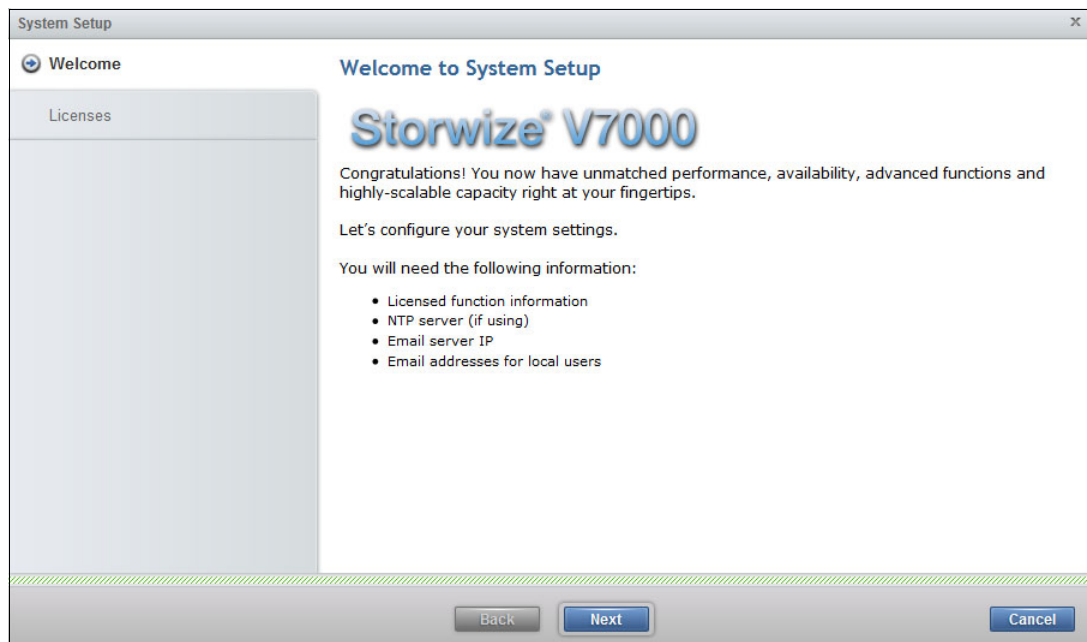 System Setup
x
Welcome
Licenses
Welcome to System Setup
Storwize® V7000
Congratulations! You now have unmatched performance, availability, advanced functions and
highly-scalable capacity right at your fingertips.
Let's configure your system settings.
You will need the following information:
• Licensed function information
• NTP server (if using)
• Email server IP
• Email addresses for local users
Back
Next
Cancel